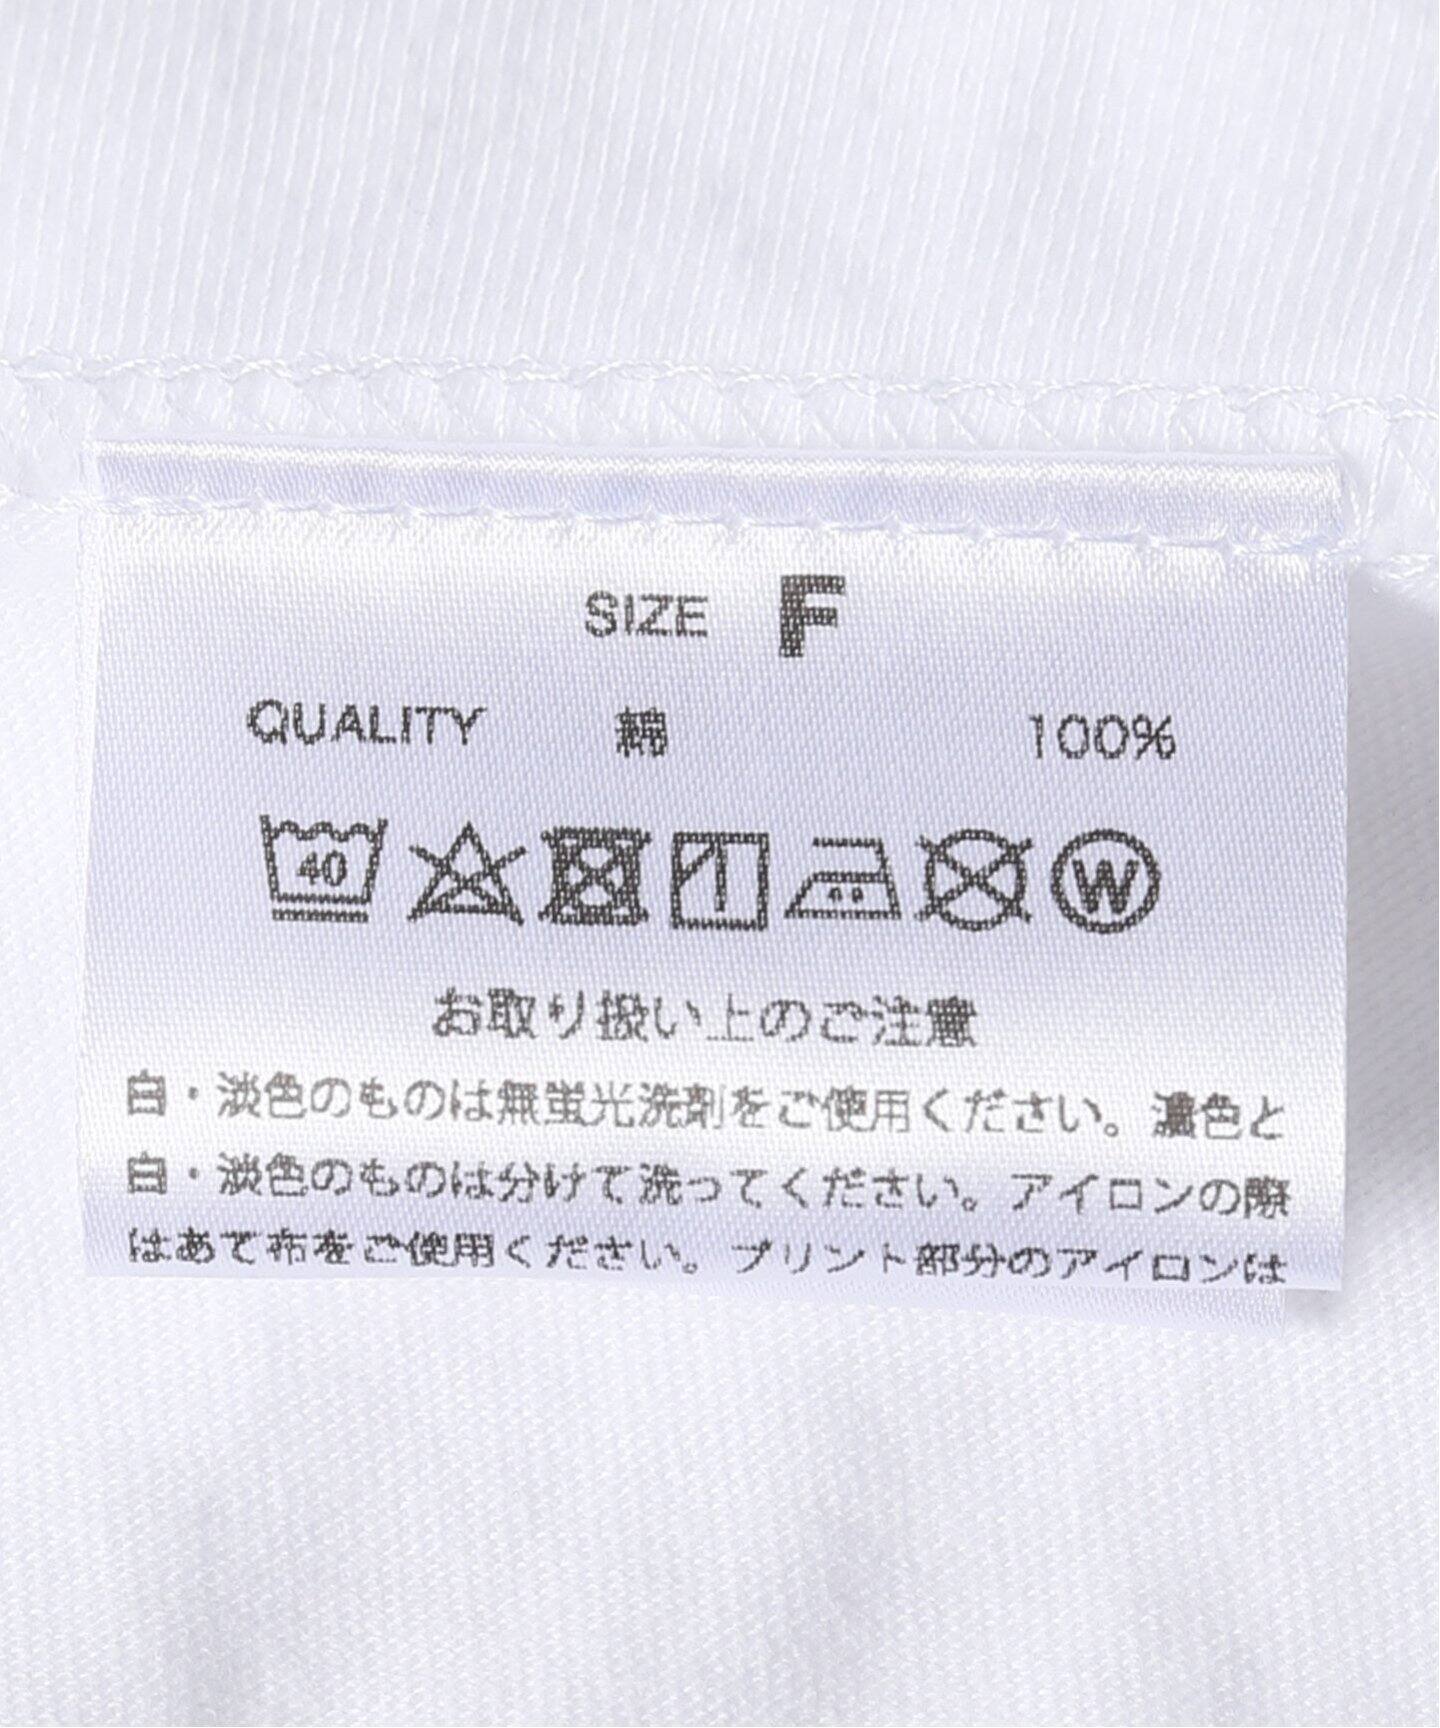 SIZE F
QUALITY 綿 100%
40 W
お取り扱い上のご注意
白・淡色のものは無蛍光洗剤をご使用ください。濃色と
白・淡色のものは分けて洗ってください。アイロンの際
はあて布をご使用ください。プリント部分のアイロンは